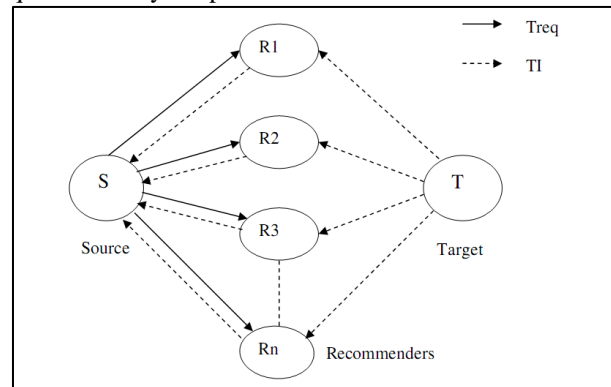 R1
Treq
TI
R2
S
T
R3
Source
Target
Rn
Recommenders